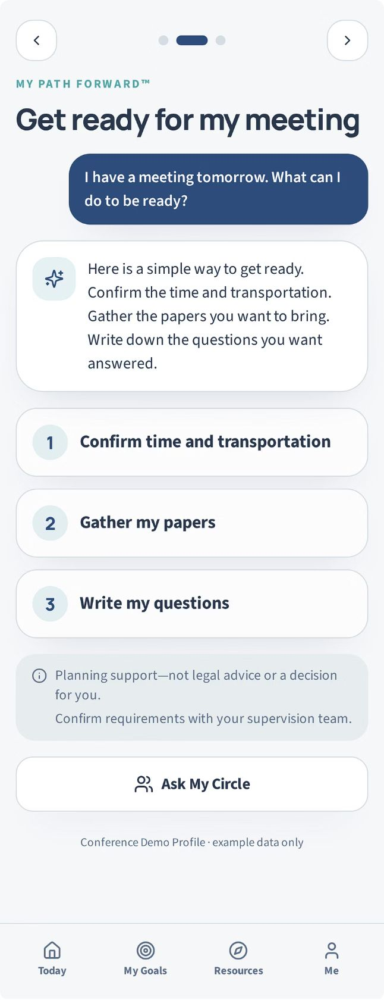 MY PATH FORWARD™
Get ready for my meeting
I have a meeting tomorrow. What can I
do to be ready?
Here is a simple way to get ready.
Confirm the time and transportation.
Gather the papers you want to bring.
Write down the questions you want
answered.
1 Confirm time and transportation
2 Gather my papers
3 Write my questions
Planning support—not legal advice or a decision
for you.
Confirm requirements with your supervision team.
Ask My Circle
Conference Demo Profile · example data only
Today My Goals Resources Me